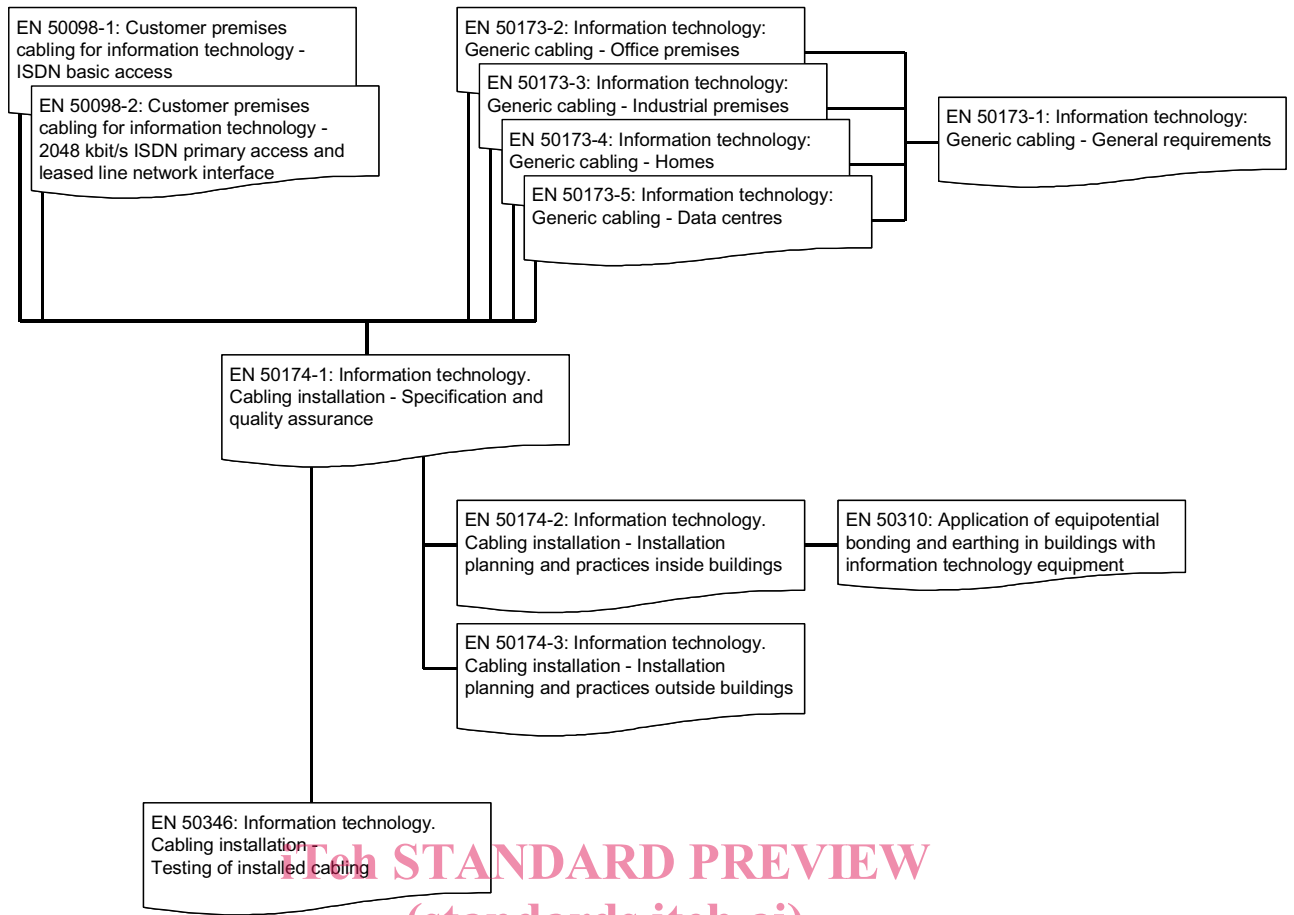 EN 50098-1: Customer premises
cabling for information technology -
ISDN basic access
EN 50098-2: Customer premises
cabling for information technology -
2048 kbit/s ISDN primary access and
leased line network interface
EN 50173-2: Information technology:
Generic cabling - Office premises
EN 50173-3: Information technology:
Generic cabling - Industrial premises
EN 50173-4: Information technology:
Generic cabling - Homes
EN 50173-5: Information technology:
Generic cabling - Data centres
EN 50173-1: Information technology:
Generic cabling - General requirements
EN 50174-1: Information technology.
Cabling installation - Specification and
quality assurance
EN 50174-2: Information technology.
Cabling installation - Installation
planning and practices inside buildings
EN 50310: Application of equipotential
bonding and earthing in buildings with
information technology equipment
EN 50174-3: Information technology.
Cabling installation - Installation
planning and practices outside buildings
EN 50346: Information technology.
Cabling installation -
Testing of installed cabling
iTeh STANDARD PREVIEW
(standards.iteh.ai)